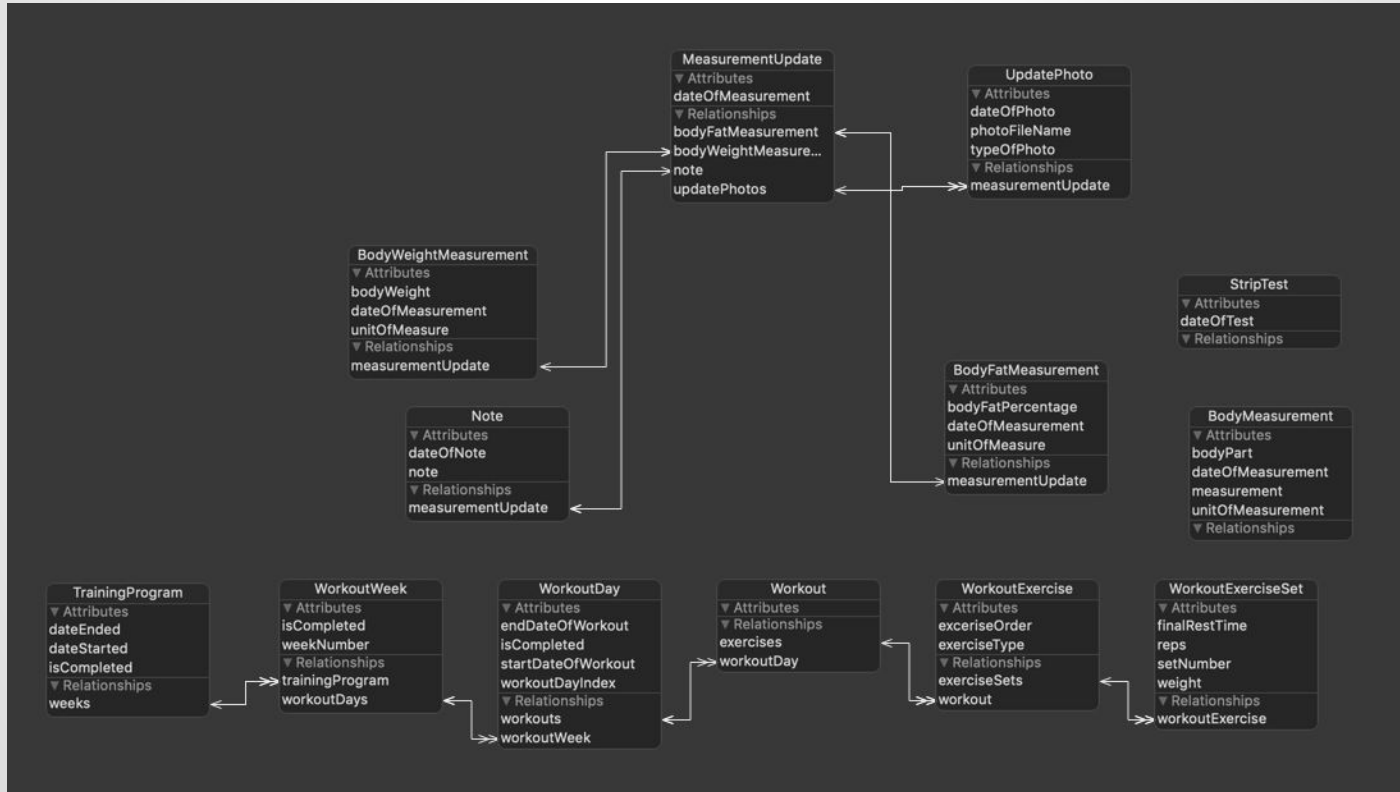 MeasurementUpdate
▼ Attributes
dateOfMeasurement
▼ Relationships
bodyFatMeasurement
bodyWeightMeasure...
note
updatePhotos
UpdatePhoto
▼ Attributes
dateOfPhoto
photoFileName
typeOfPhoto
▼ Relationships
measurementUpdate
BodyWeightMeasurement
▼ Attributes
bodyWeight
dateOfMeasurement
unitOfMeasure
▼ Relationships
measurementUpdate
StripTest
▼ Attributes
dateOfTest
▼ Relationships
BodyFatMeasurement
▼ Attributes
bodyFatPercentage
dateOfMeasurement
unitOfMeasure
▼ Relationships
measurementUpdate
Note
▼ Attributes
dateOfNote
note
▼ Relationships
measurementUpdate
BodyMeasurement
▼ Attributes
bodyPart
dateOfMeasurement
measurement
unitOfMeasurement
▼ Relationships
TrainingProgram
▼ Attributes
dateEnded
dateStarted
isCompleted
▼ Relationships
weeks
WorkoutWeek
▼ Attributes
isCompleted
weekNumber
▼ Relationships
trainingProgram
workoutDays
WorkoutDay
▼ Attributes
endDateOfWorkout
isCompleted
startDateOfWorkout
workoutDayIndex
▼ Relationships
workouts
workoutWeek
Workout
▼ Attributes
▼ Relationships
exercises
workoutDay
WorkoutExercise
▼ Attributes
exceriseOrder
exerciseType
▼ Relationships
exerciseSets
workout
WorkoutExerciseSet
▼ Attributes
finalRestTime
reps
setNumber
weight
▼ Relationships
workoutExercise